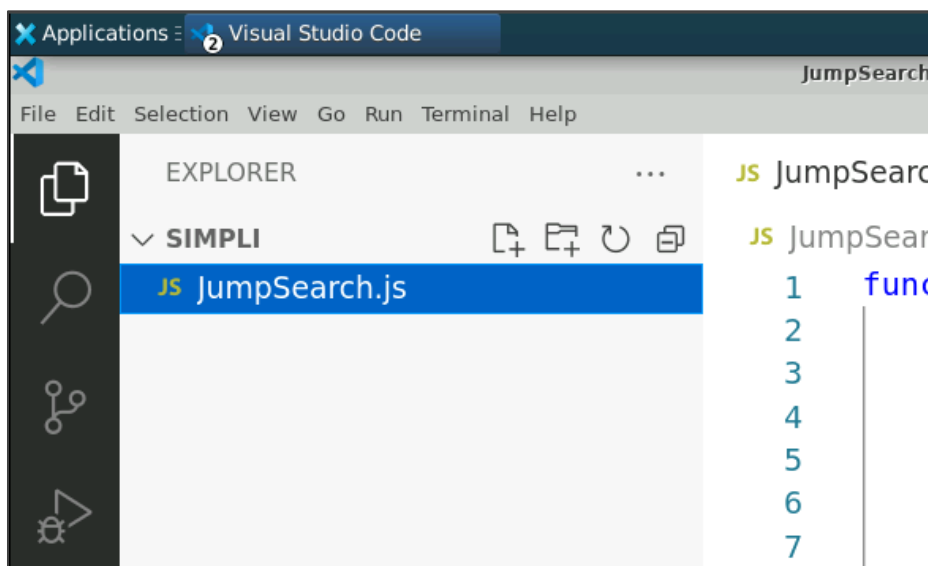 Applications
2 Visual Studio Code
JumpSearch
File Edit Selection View Go Run Terminal Help
EXPLORER ...
SIMPLI
JS JumpSearch.js
JS JumpSearc
JS JumpSear
1 func
2
3
4
5
6
7